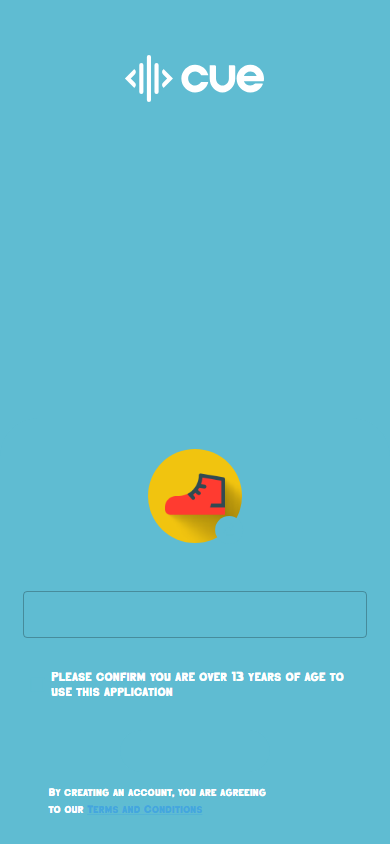 cue
Please confirm you are over 13 years of age to
use this application
By creating an account, you are agreeing
to our Terms and Conditions